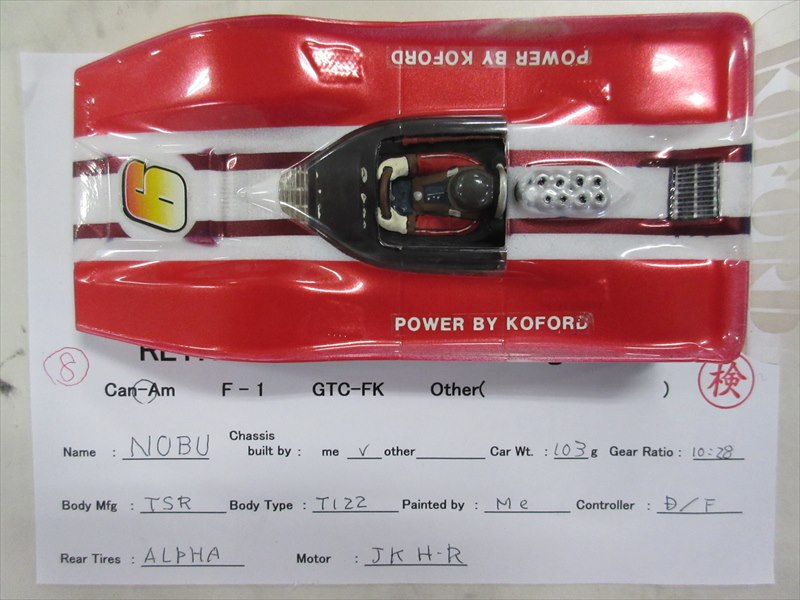 POWER BY KOFORD
6
POWER BY KOFORD
KOFORD
8
Can-Am F-1 GTC-FK Other( )
検
Name : NOBU Chassis built by : me ✓ other Car Wt. : 103 g Gear Ratio : 10:28
Body Mfg : TSR Body Type : T122 Painted by : Me Controller : D/F
Rear Tires : ALPHA Motor : JK H-R